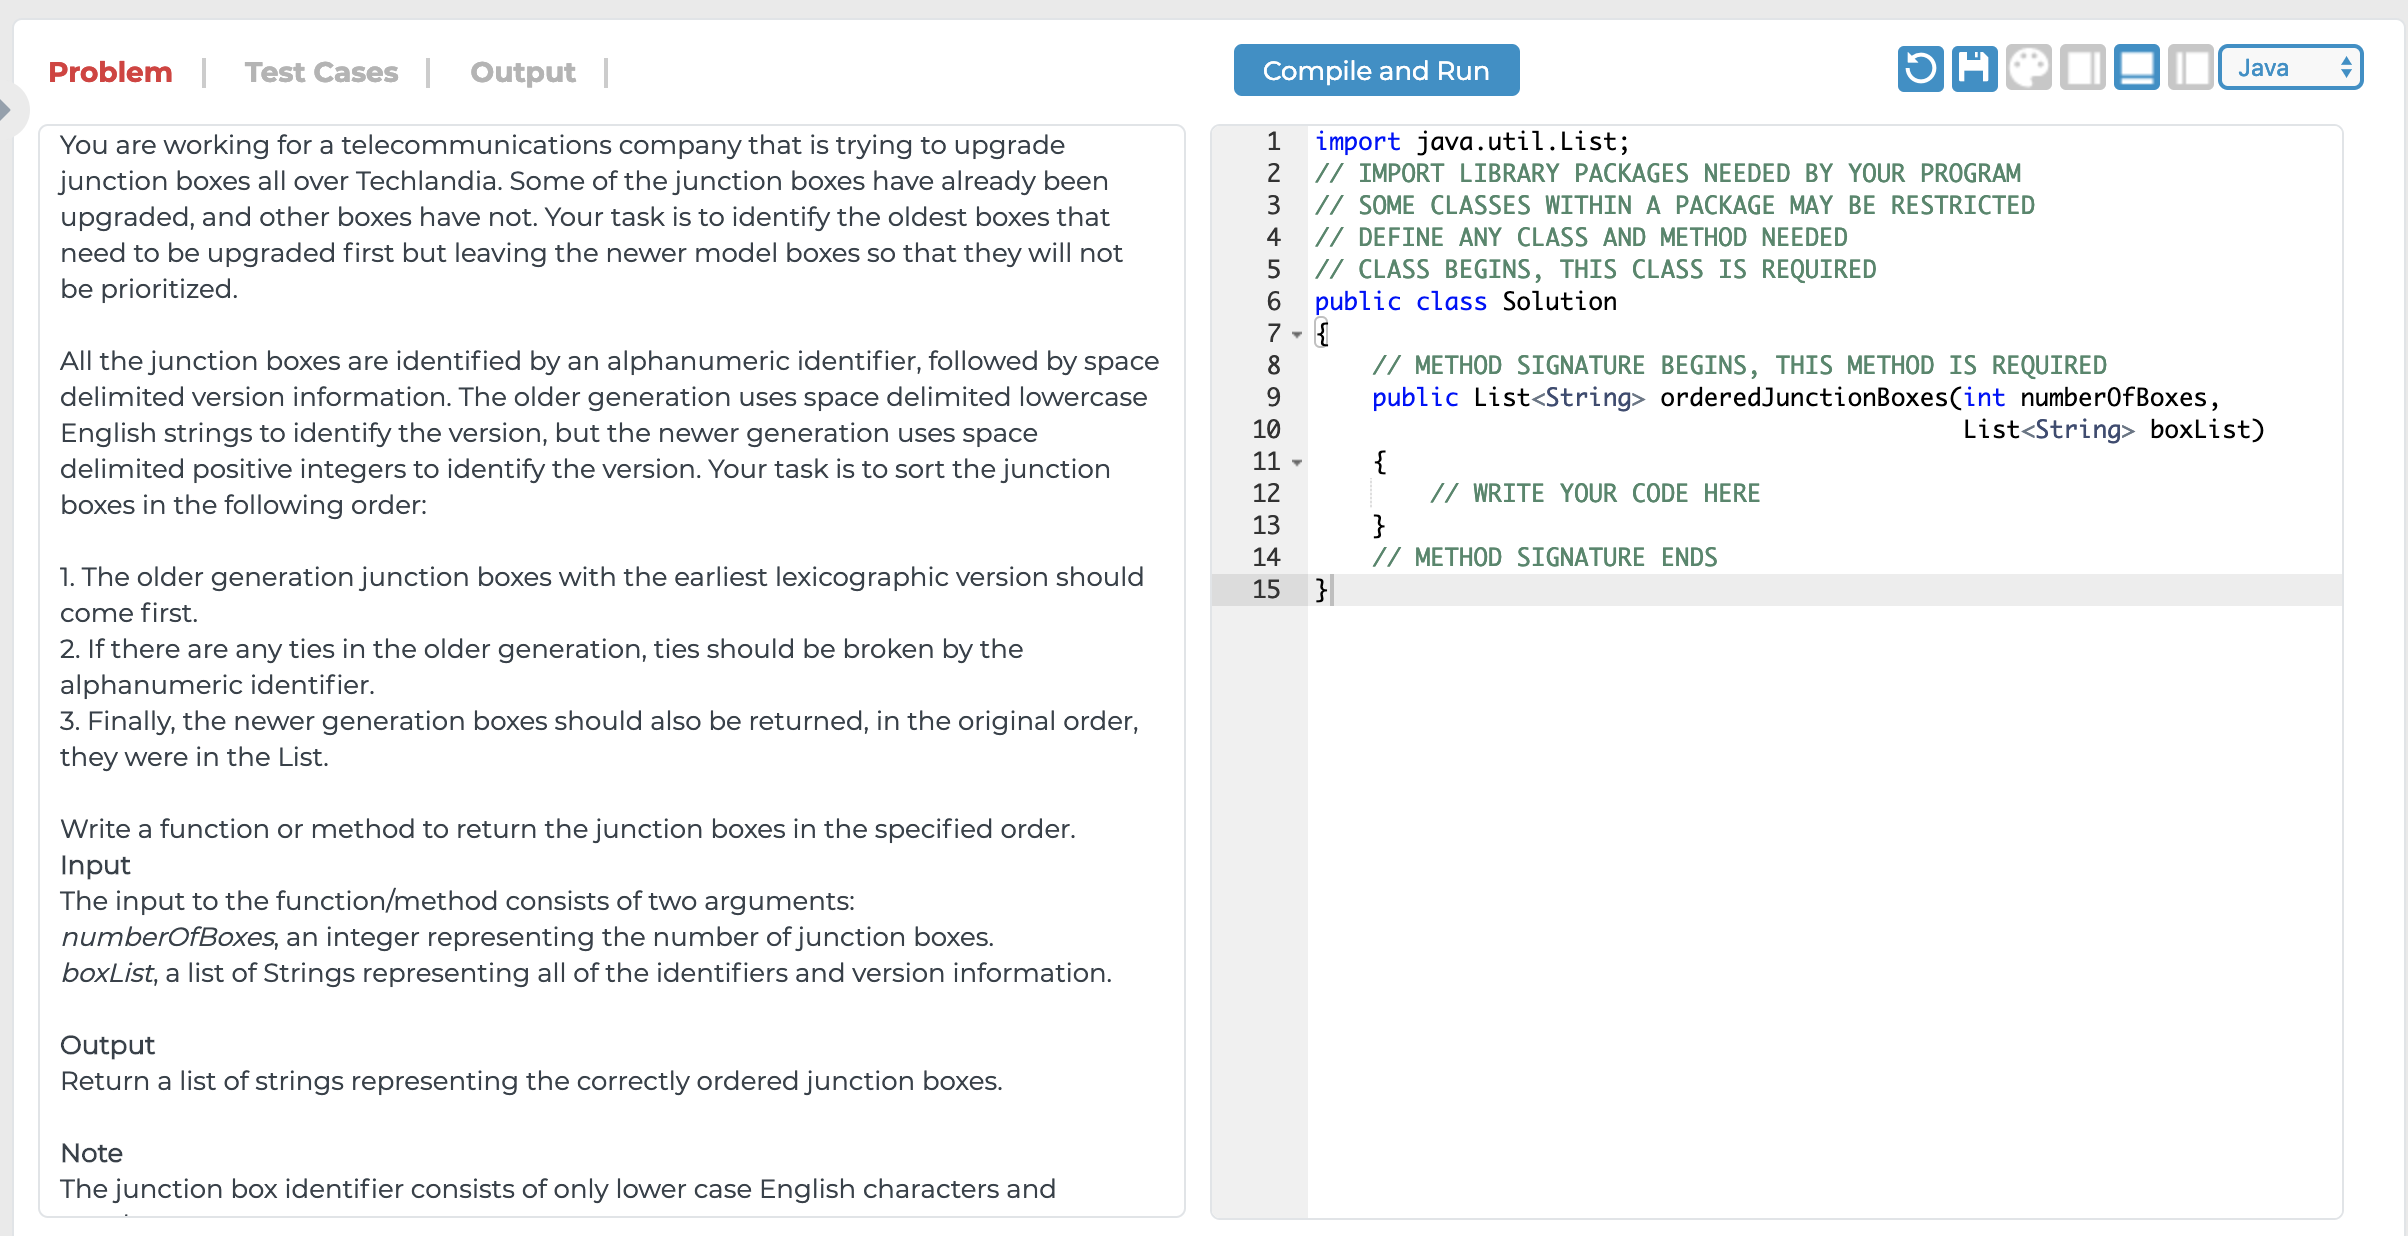 Problem | Test Cases | Output |
Compile and Run
Java
You are working for a telecommunications company that is trying to upgrade
junction boxes all over Techlandia. Some of the junction boxes have already been
upgraded, and other boxes have not. Your task is to identify the oldest boxes that
need to be upgraded first but leaving the newer model boxes so that they will not
be prioritized.
All the junction boxes are identified by an alphanumeric identifier, followed by space
delimited version information. The older generation uses space delimited lowercase
English strings to identify the version, but the newer generation uses space
delimited positive integers to identify the version. Your task is to sort the junction
boxes in the following order:
1. The older generation junction boxes with the earliest lexicographic version should
come first.
2. If there are any ties in the older generation, ties should be broken by the
alphanumeric identifier.
3. Finally, the newer generation boxes should also be returned, in the original order,
they were in the List.
Write a function or method to return the junction boxes in the specified order.
Input
The input to the function/method consists of two arguments:
numberOfBoxes, an integer representing the number of junction boxes.
boxList, a list of Strings representing all of the identifiers and version information.
Output
Return a list of strings representing the correctly ordered junction boxes.
Note
The junction box identifier consists of only lower case English characters and
1 import java.util.List;
2 // IMPORT LIBRARY PACKAGES NEEDED BY YOUR PROGRAM
3 // SOME CLASSES WITHIN A PACKAGE MAY BE RESTRICTED
4 // DEFINE ANY CLASS AND METHOD NEEDED
5 // CLASS BEGINS, THIS CLASS IS REQUIRED
6 public class Solution
7 {
8 // METHOD SIGNATURE BEGINS, THIS METHOD IS REQUIRED
9 public List<String> orderedJunctionBoxes(int numberOfBoxes,
10 List<String> boxList)
11 {
12 // WRITE YOUR CODE HERE
13 }
14 // METHOD SIGNATURE ENDS
15 }